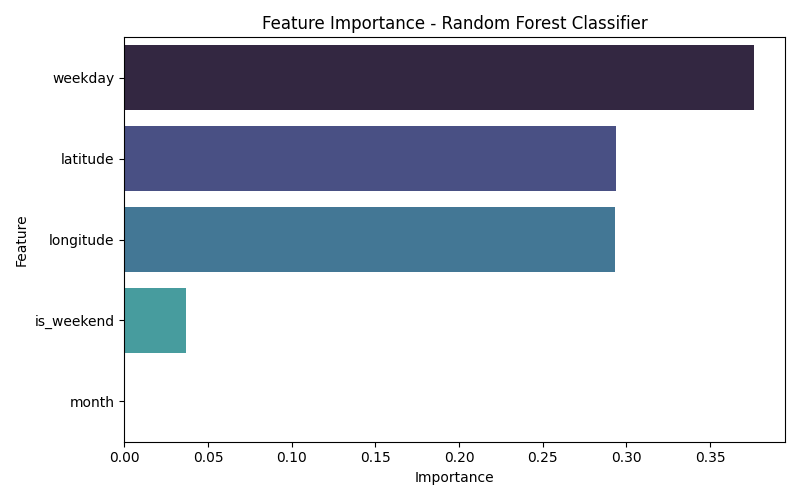 Feature Importance - Random Forest Classifier
weekday
latitude
longitude
is_weekend
month
Feature
0.00 0.05 0.10 0.15 0.20 0.25 0.30 0.35
Importance